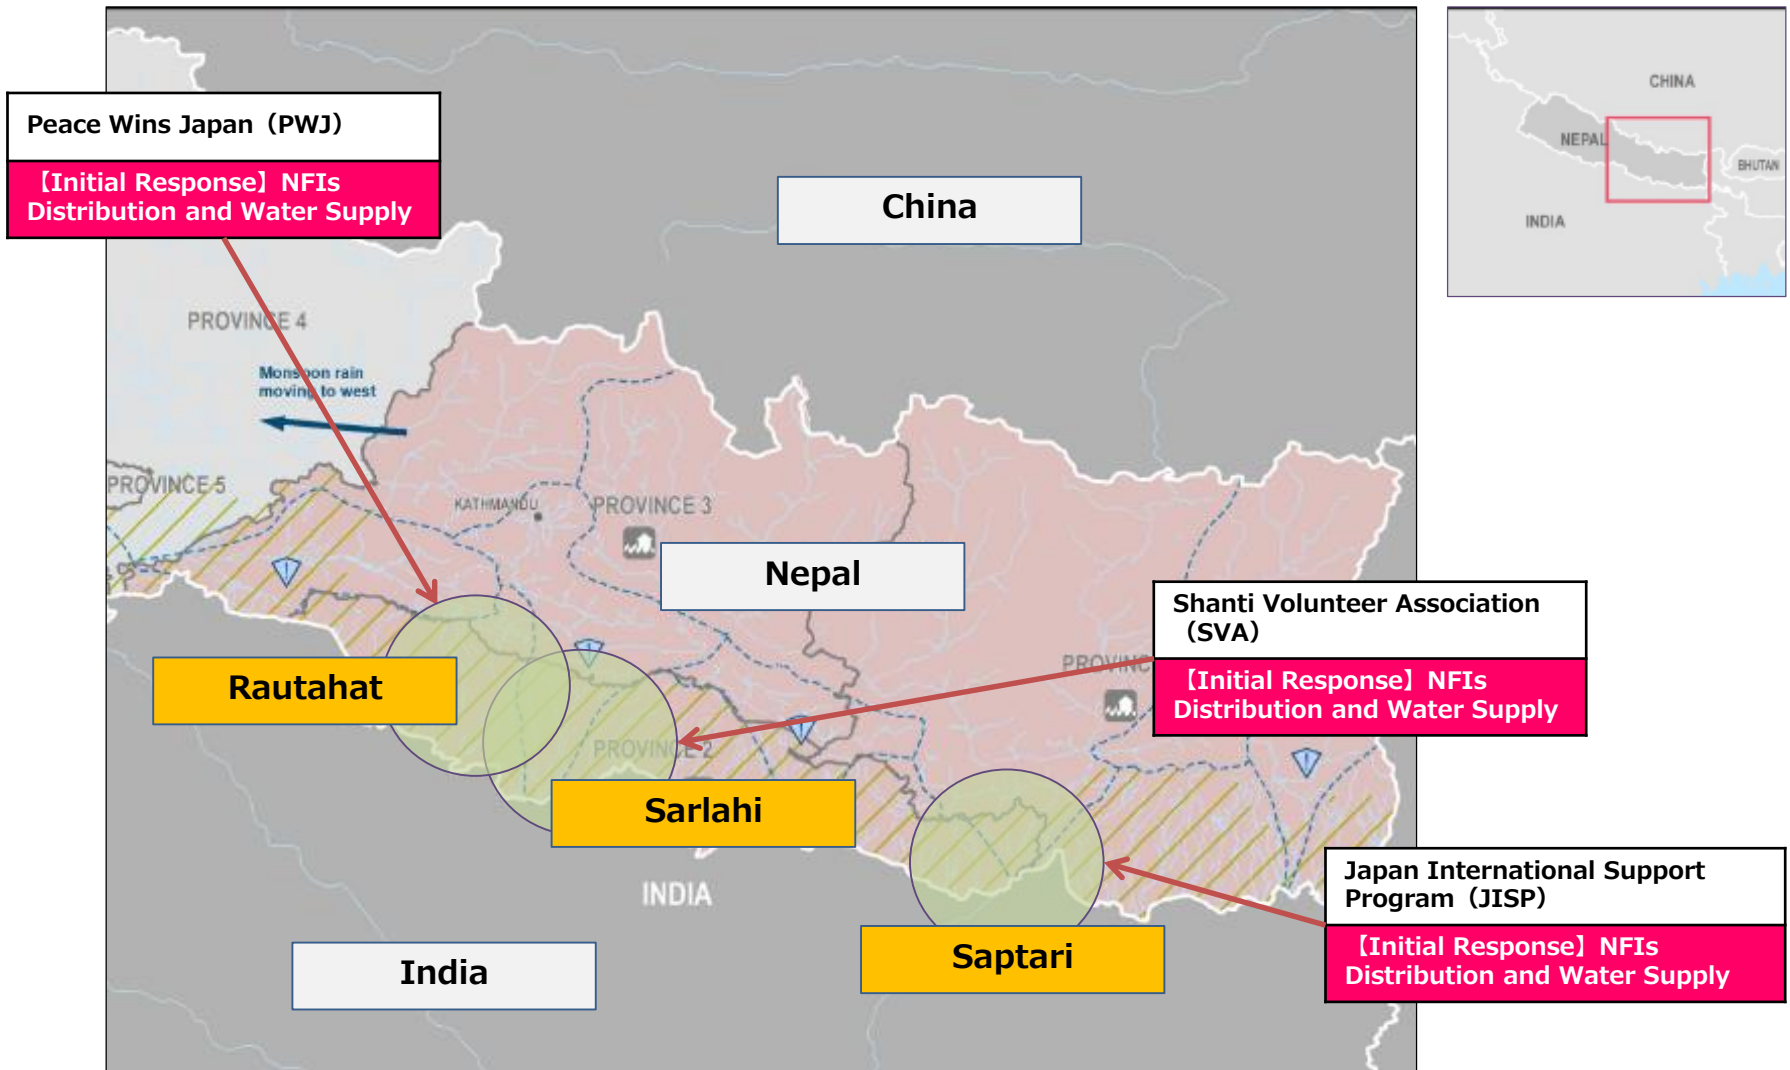 Peace Wins Japan（PWJ）
【Initial Response】NFIs
Distribution and Water Supply
China
CHINA
NEPAL
BHUTAN
INDIA
PROVINCE 4
Monsoon rain
moving to west
PROVINCE 5
KATHMANDU
PROVINCE 3
Nepal
Shanti Volunteer Association
（SVA）
【Initial Response】NFIs
Distribution and Water Supply
PROVINC
Rautahat
PROVINCE 2
Sarlahi
INDIA
Japan International Support
Program（JISP）
【Initial Response】NFIs
Distribution and Water Supply
Saptari
India